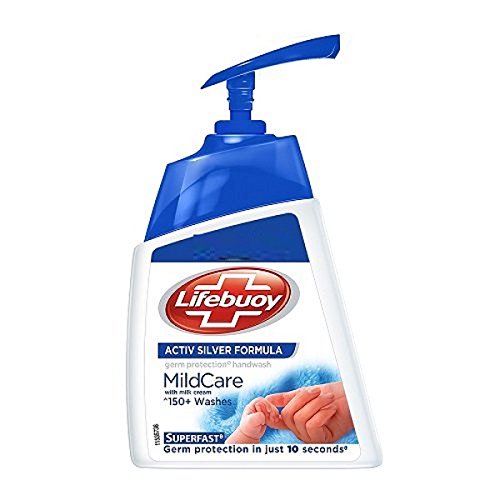 Lifebuoy
ACTIV SILVER FORMULA
germ protection° handwash
MildCare
with milk cream
^150+ Washes
SUPERFAST®
Germ protection in just 10 seconds°